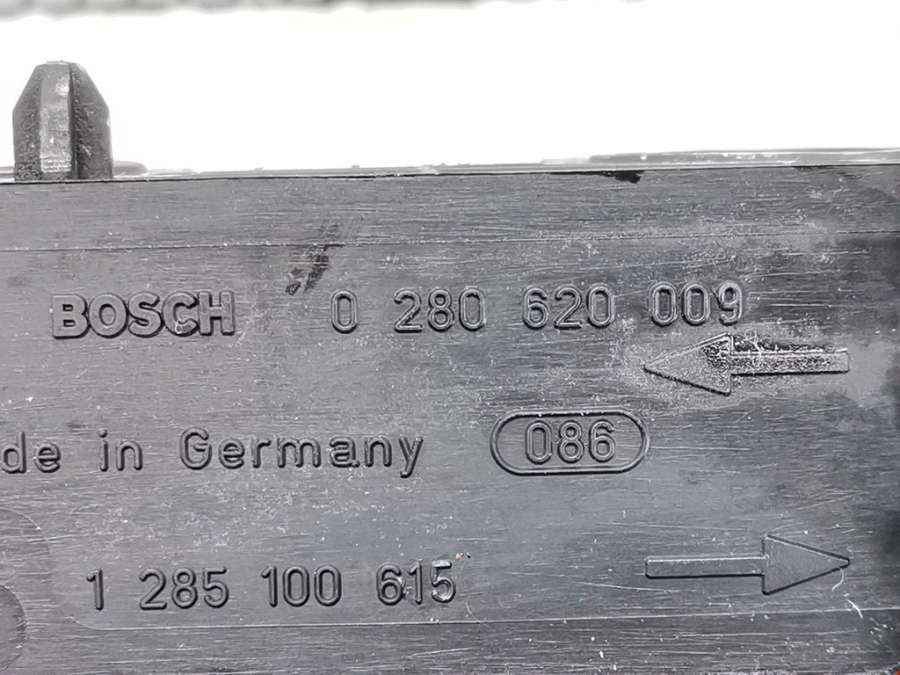 BOSCH 0 280 620 009
de in Germany 086
1 285 100 615